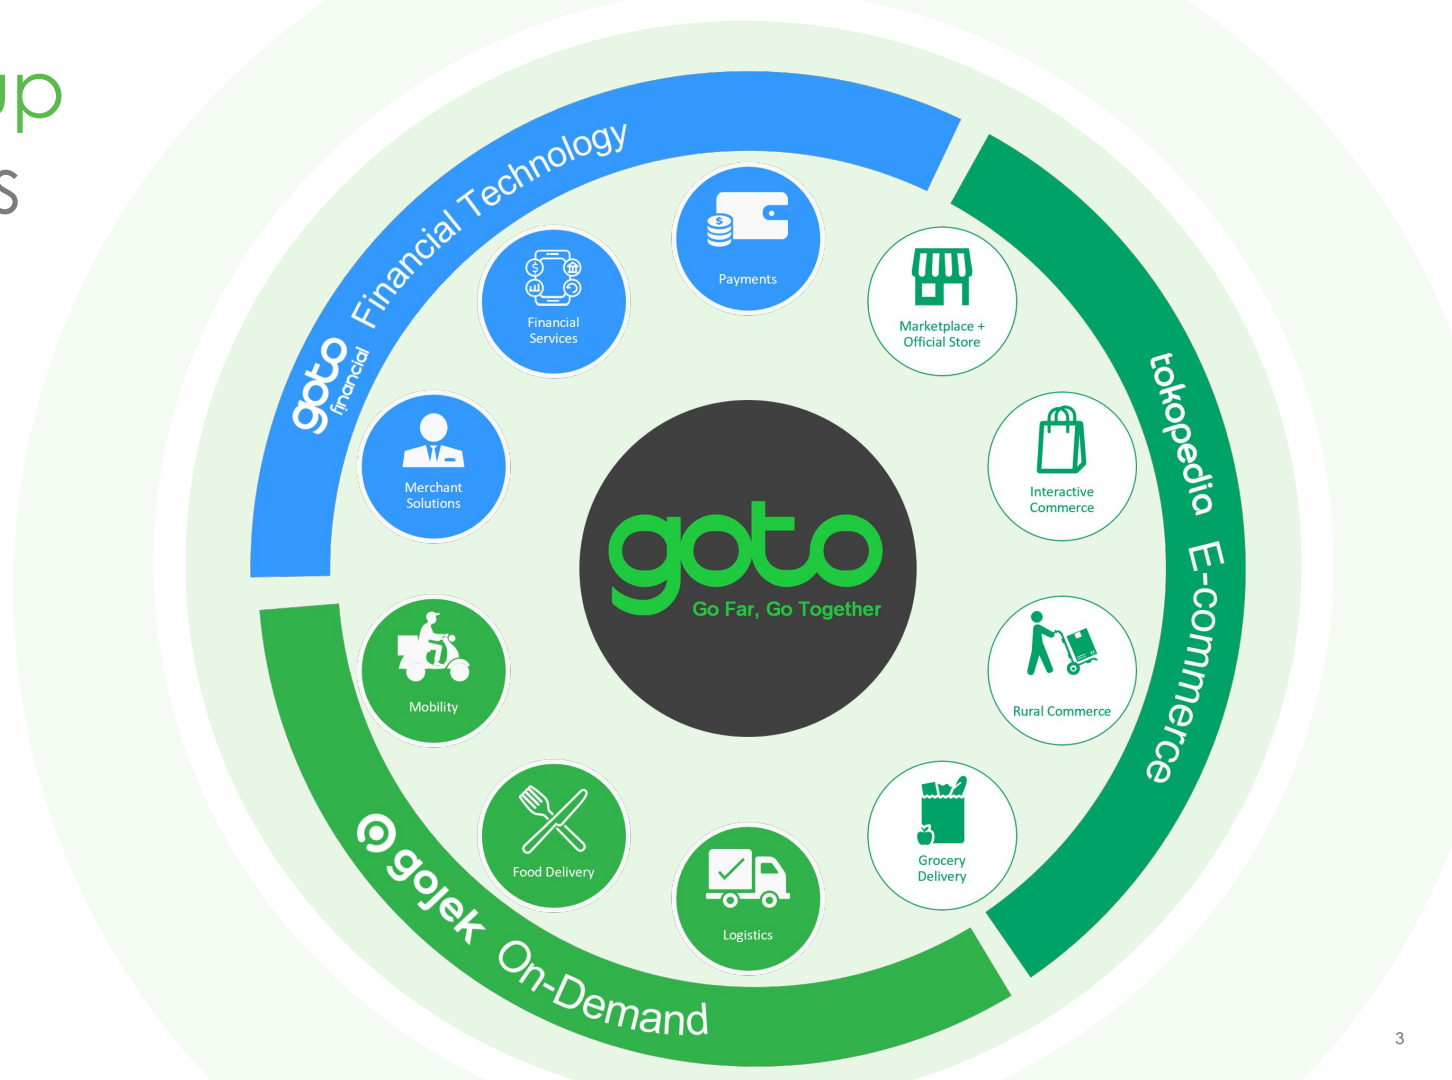 up
s
goto
financial Financial Technology
Payments
Financial
Services
Merchant
Solutions
Marketplace +
Official Store
Interactive
Commerce
Rural Commerce
Grocery
Delivery
tokopedia E-commerce
goto
Go Far, Go Together
Mobility
Food Delivery
Logistics
gojek On-Demand
3